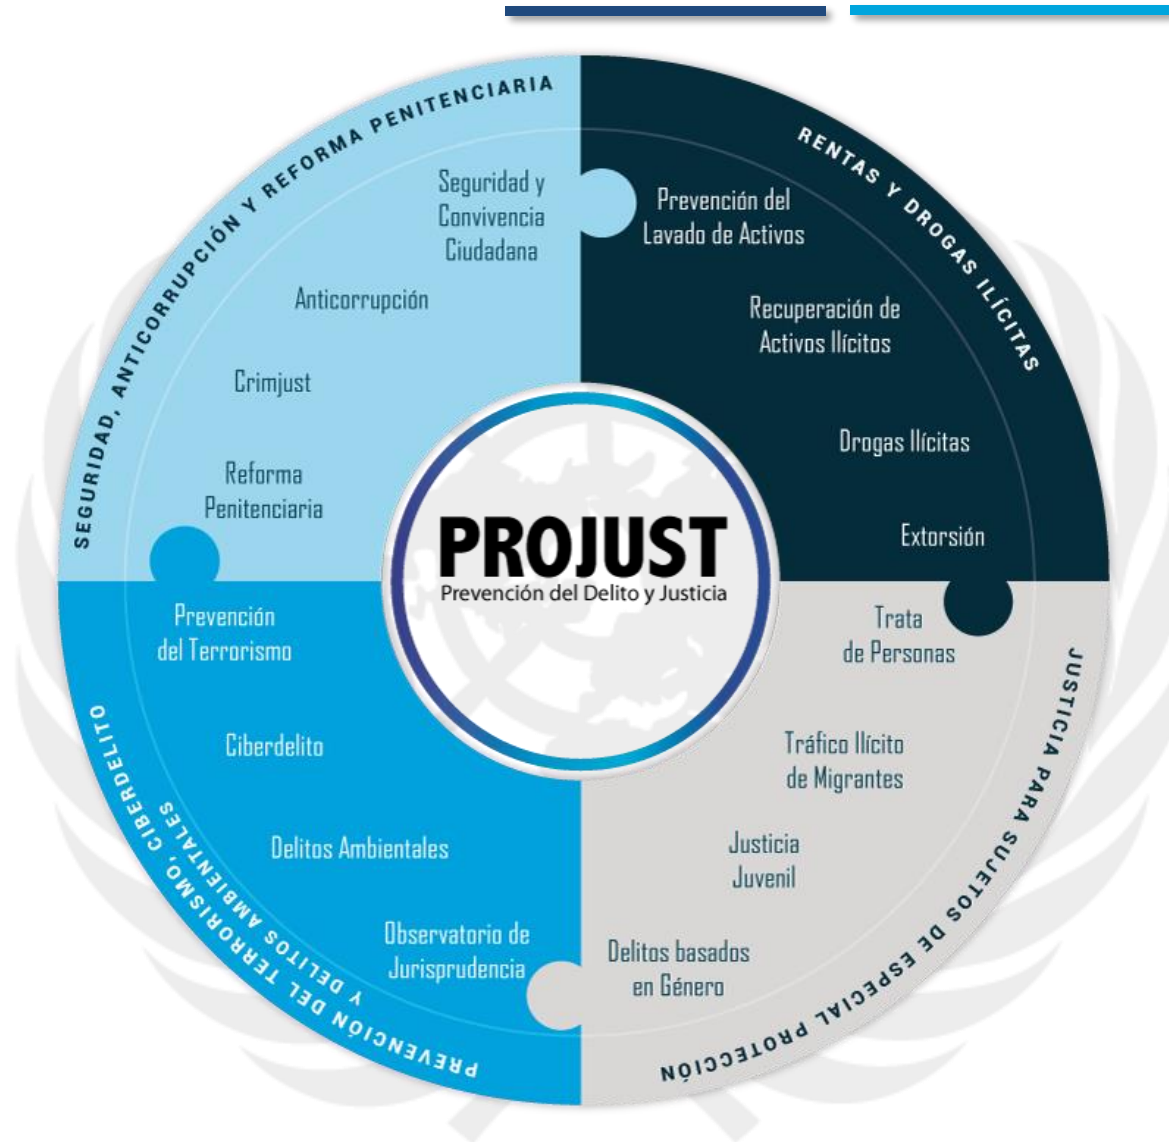 SEGURIDAD, ANTICORRUPCIÓN Y REFORMA PENITENCIARIA
Seguridad y
Convivencia
Ciudadana
Anticorrupción
Crimjust
Reforma
Penitenciaria
RENTAS Y DROGAS ILÍCITAS
Prevención del
Lavado de Activos
Recuperación de
Activos Ilícitos
Drogas Ilícitas
Extorsión
PROJUST
Prevención del Delito y Justicia
Prevención
del Terrorismo
Ciberdelito
Delitos Ambientales
Observatorio de
Jurisprudencia
PREVENCIÓN DEL TERRORISMO, CIBERDELITO
Y DELITOS AMBIENTALES
Trata
de Personas
Tráfico Ilícito
de Migrantes
Justicia
Juvenil
Delitos basados
en Género
JUSTICIA PARA SUJETOS DE ESPECIAL PROTECCIÓN